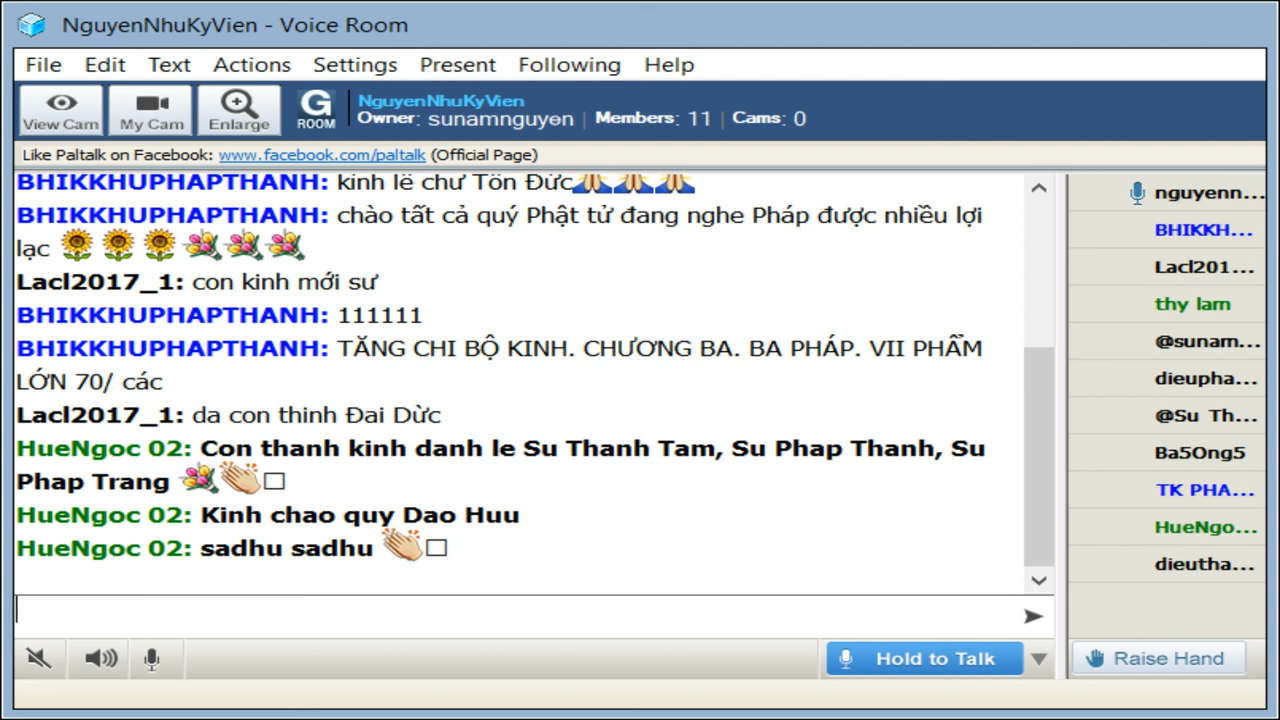 NguyenNhuKyVien - Voice Room
File Edit Text Actions Settings Present Following Help
View Cam My Cam Enlarge G ROOM
NguyenNhuKyVien
Owner: sunamnguyen | Members: 11 | Cams: 0
Like Paltalk on Facebook: www.facebook.com/paltalk (Official Page)
BHIKKHUPHAPTHANH: kính lễ chư Tôn Đức
BHIKKHUPHAPTHANH: chào tất cả quý Phật tử đang nghe Pháp được nhiều lợi
lạc
Lacl2017_1: con kinh mới sư
BHIKKHUPHAPTHANH: 111111
BHIKKHUPHAPTHANH: TĂNG CHI BỘ KINH. CHƯƠNG BA. BA PHÁP. VII PHẨM
LỚN 70/ các
Lacl2017_1: da con thinh Đai Dừc
HueNgoc 02: Con thanh kinh danh le Su Thanh Tam, Su Phap Thanh, Su
Phap Trang
HueNgoc 02: Kinh chao quy Dao Huu
HueNgoc 02: sadhu sadhu
nguyenn...
BHIKKH...
Lacl201...
thy lam
@sunam...
dieupha...
@Su Th...
Ba5Ong5
TK PHA...
HueNgo...
dieutha...
Hold to Talk
Raise Hand